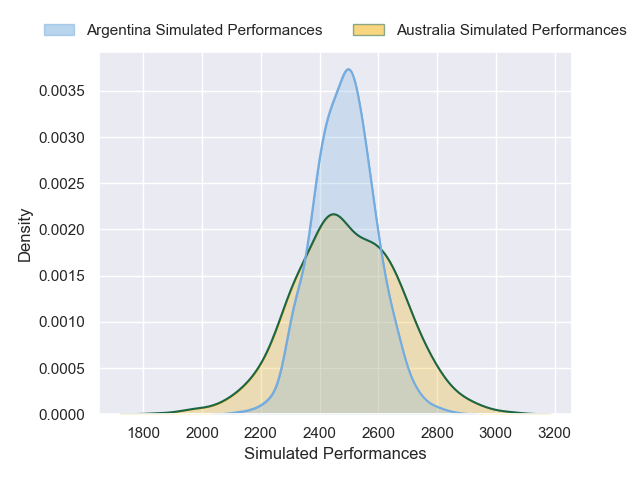 Argentina Simulated Performances Australia Simulated Performances
0.0035
0.0030
0.0025
0.0020
0.0015
0.0010
0.0005
0.0000
Density
1800 2000 2200 2400 2600 2800 3000 3200
Simulated Performances